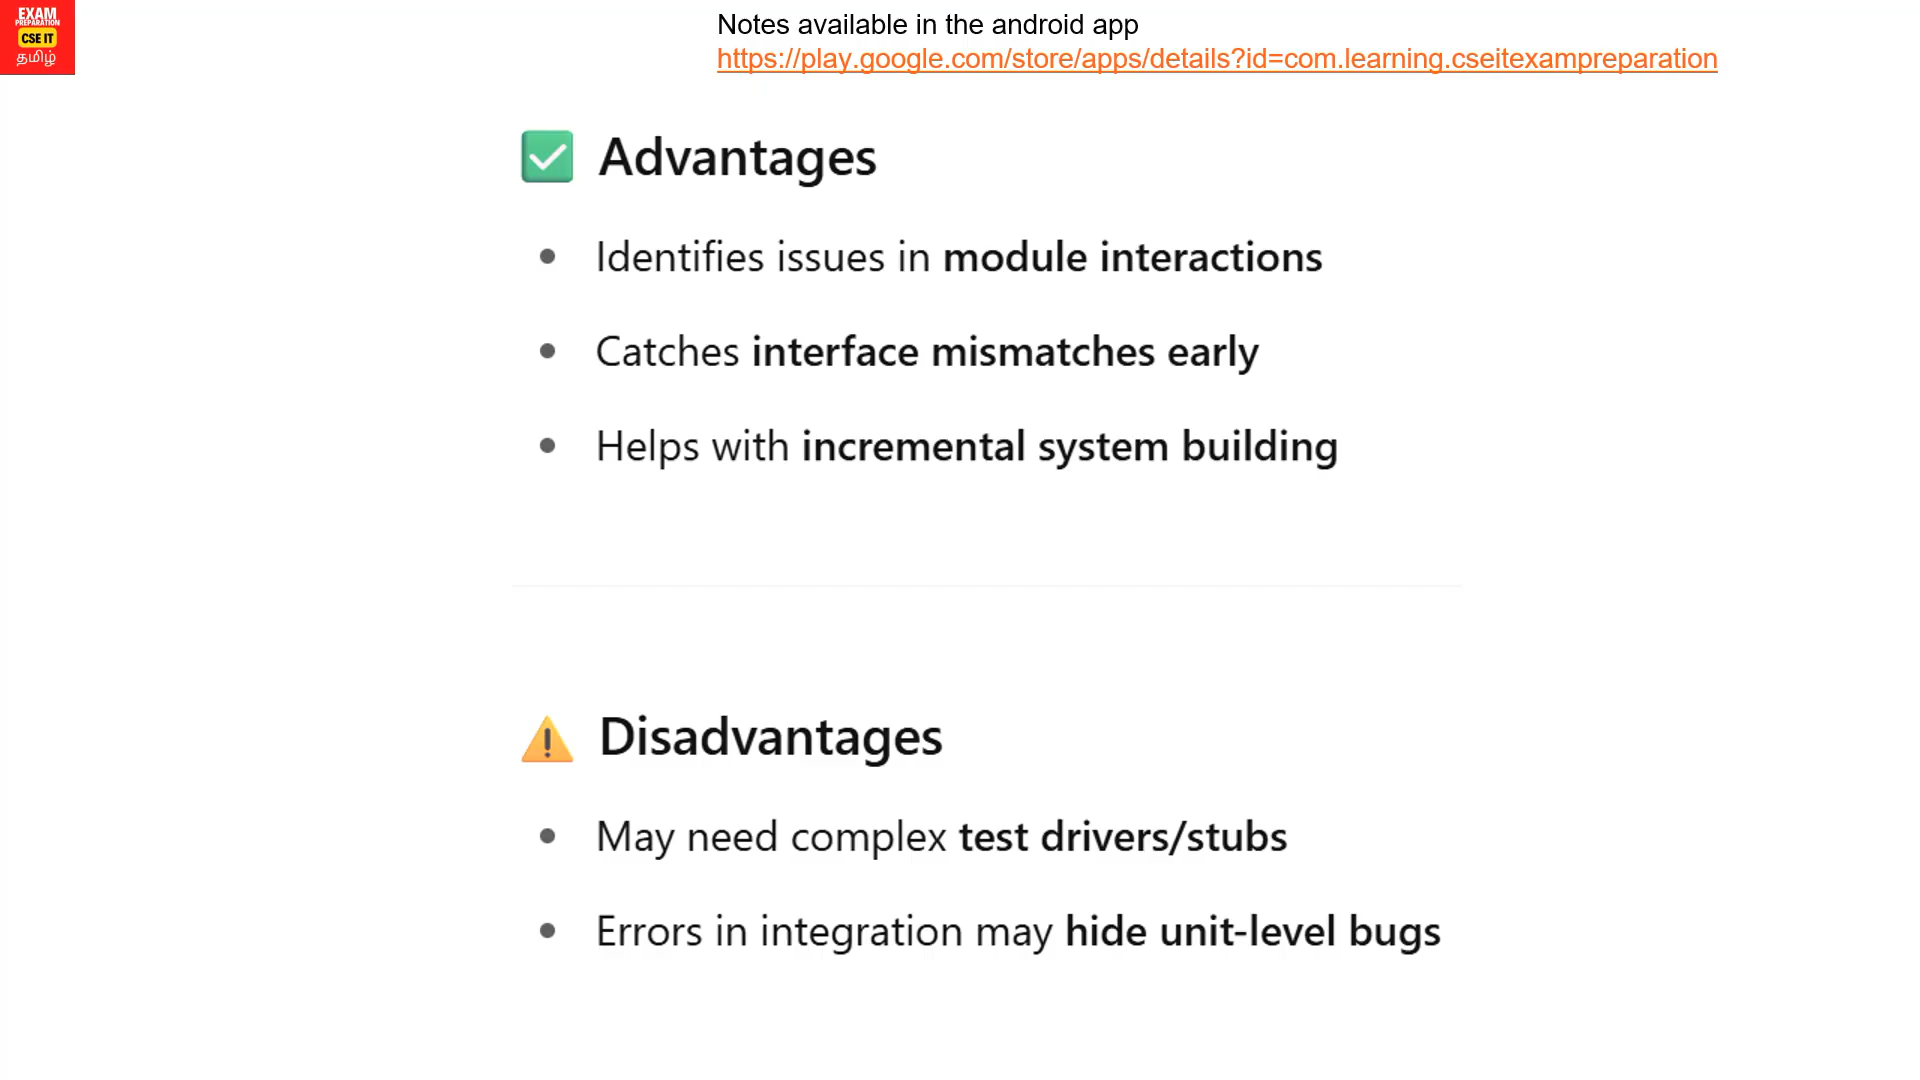 EXAM
PREPARATION
CSE IT
தமிழ்
Notes available in the android app
https://play.google.com/store/apps/details?id=com.learning.cseitexampreparation
Advantages
Identifies issues in module interactions
Catches interface mismatches early
Helps with incremental system building
Disadvantages
May need complex test drivers/stubs
Errors in integration may hide unit-level bugs